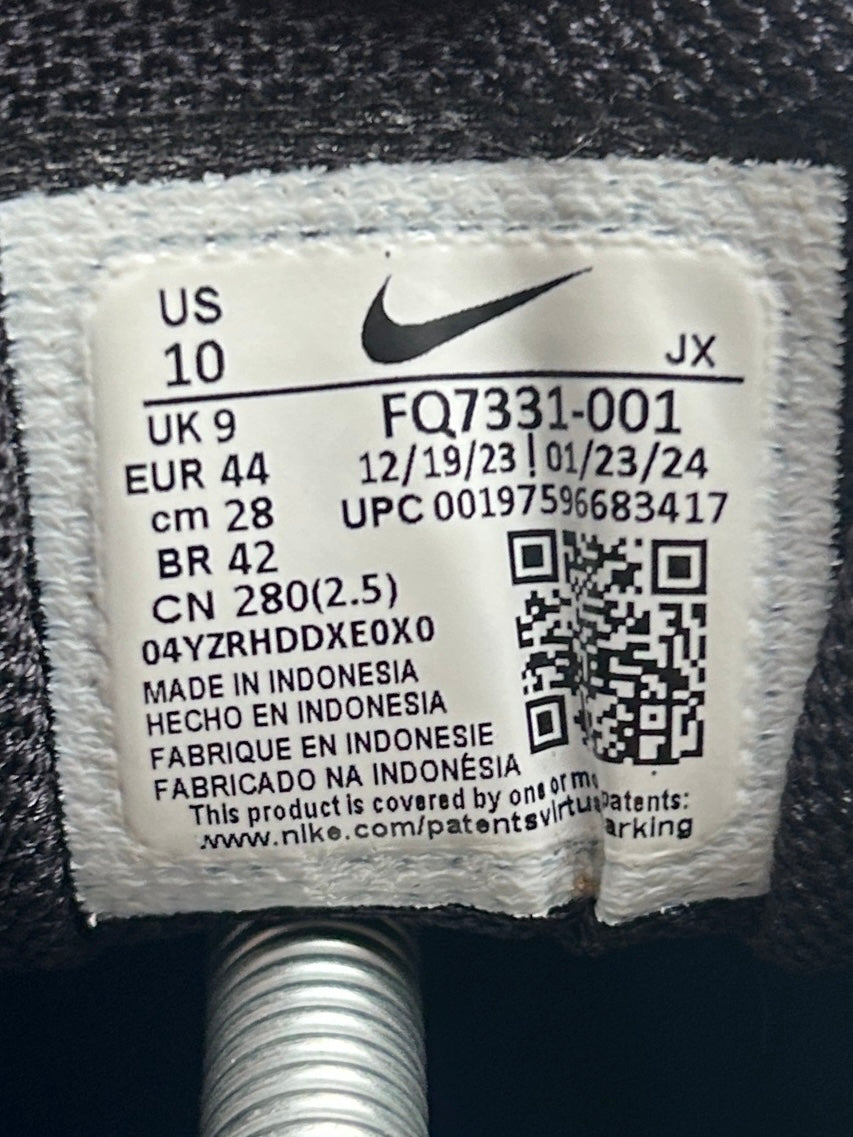 US
10
JX
UK 9
FQ7331-001
EUR 44
12/19/23 | 01/23/24
cm 28
UPC 00197596683417
BR 42
CN 280(2.5)
04YZRHDDXE0X0
MADE IN INDONESIA
HECHO EN INDONESIA
FABRIQUE EN INDONESIE
FABRICADO NA INDONÉSIA
This product is covered by one or patents:
www.nike.com/patentsvirtua arking